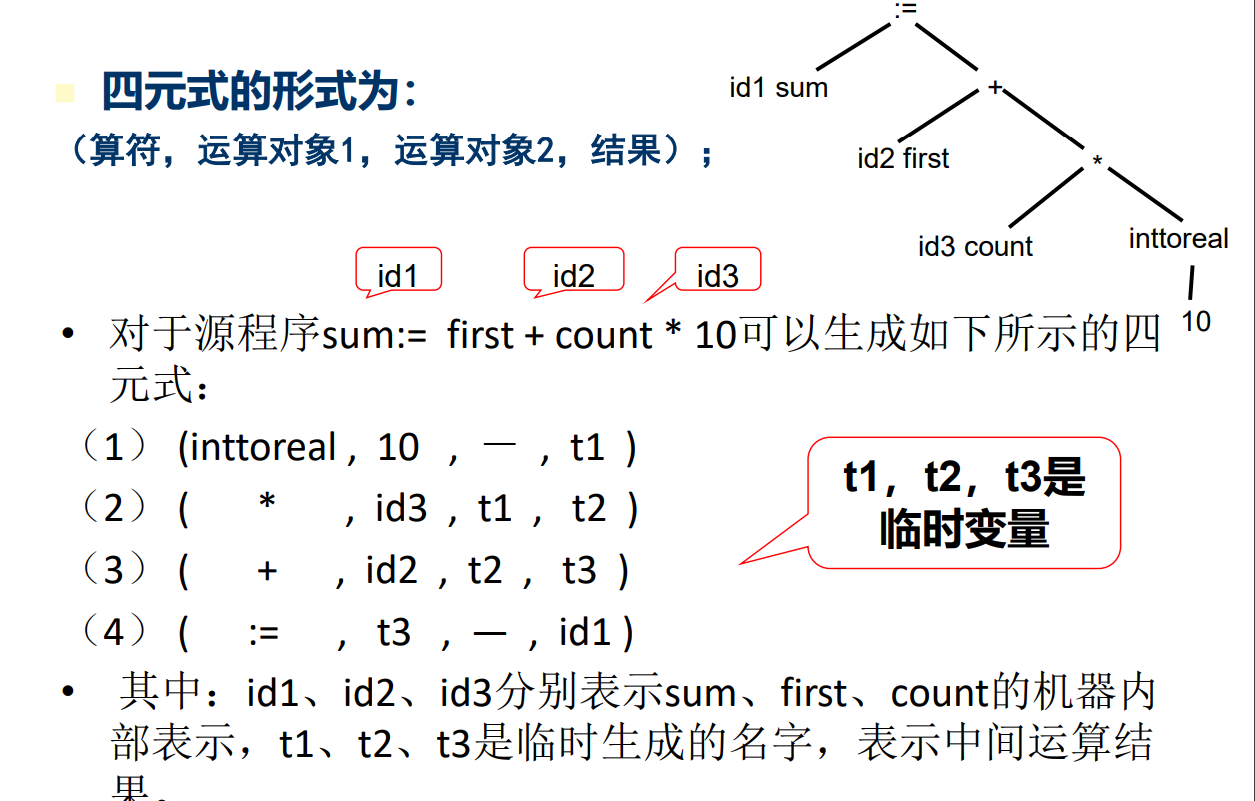 :=
四元式的形式为：
id1 sum
+
（算符，运算对象1，运算对象2，结果）；
id2 first
*
id3 count
inttoreal
10
id1
id2
id3
• 对于源程序sum:= first + count * 10可以生成如下所示的四
元式：
（1） (inttoreal , 10 , — , t1 )
（2） ( * , id3 , t1 , t2 )
（3） ( + , id2 , t2 , t3 )
（4） ( := , t3 , — , id1 )
t1，t2，t3是
临时变量
• 其中：id1、id2、id3分别表示sum、first、count的机器内
部表示，t1、t2、t3是临时生成的名字，表示中间运算结
果。